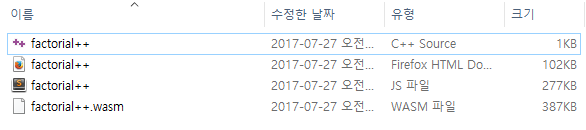 이름 수정한 날짜 유형 크기
factorial++ 2017-07-27 오전... C++ Source 1KB
factorial++ 2017-07-27 오전... Firefox HTML Do... 102KB
factorial++ 2017-07-27 오전... JS 파일 277KB
factorial++.wasm 2017-07-27 오전... WASM 파일 387KB